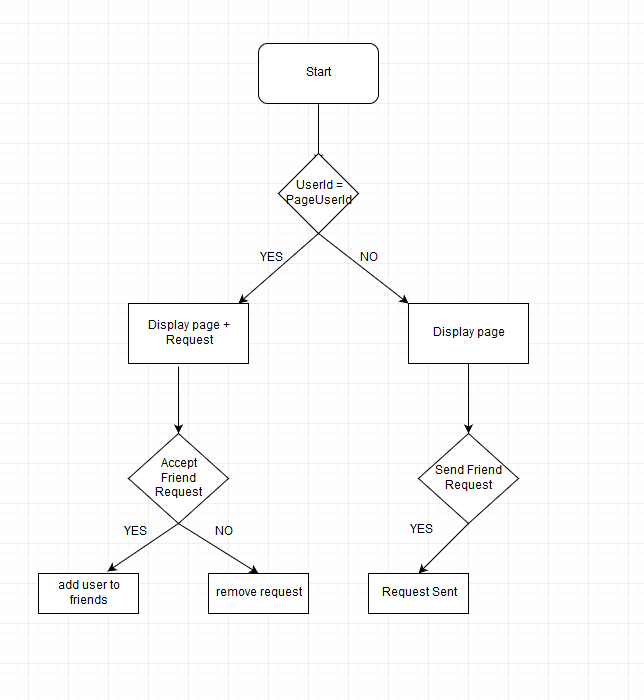 Start
UserId =
PageUserId
YES
NO
Display page +
Request
Display page
Accept
Friend
Request
Send Friend
Request
YES
NO
YES
add user to
friends
remove request
Request Sent